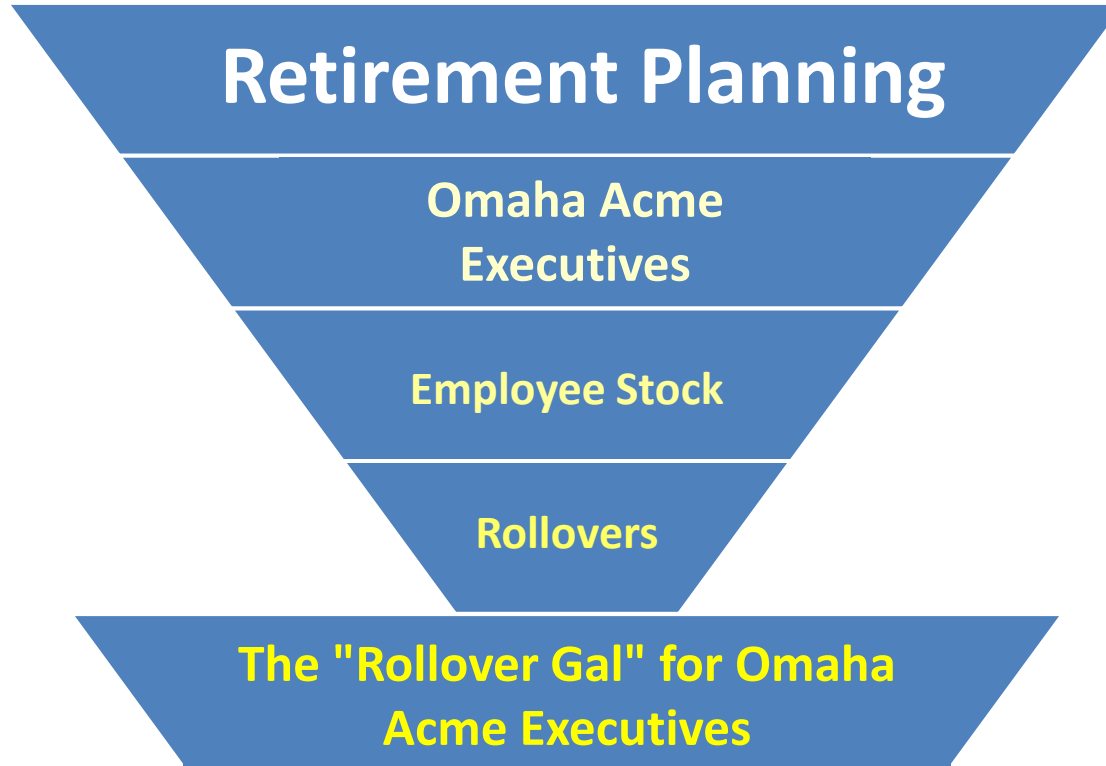 Retirement Planning
Omaha Acme
Executives
Employee Stock
Rollovers
The "Rollover Gal" for Omaha
Acme Executives